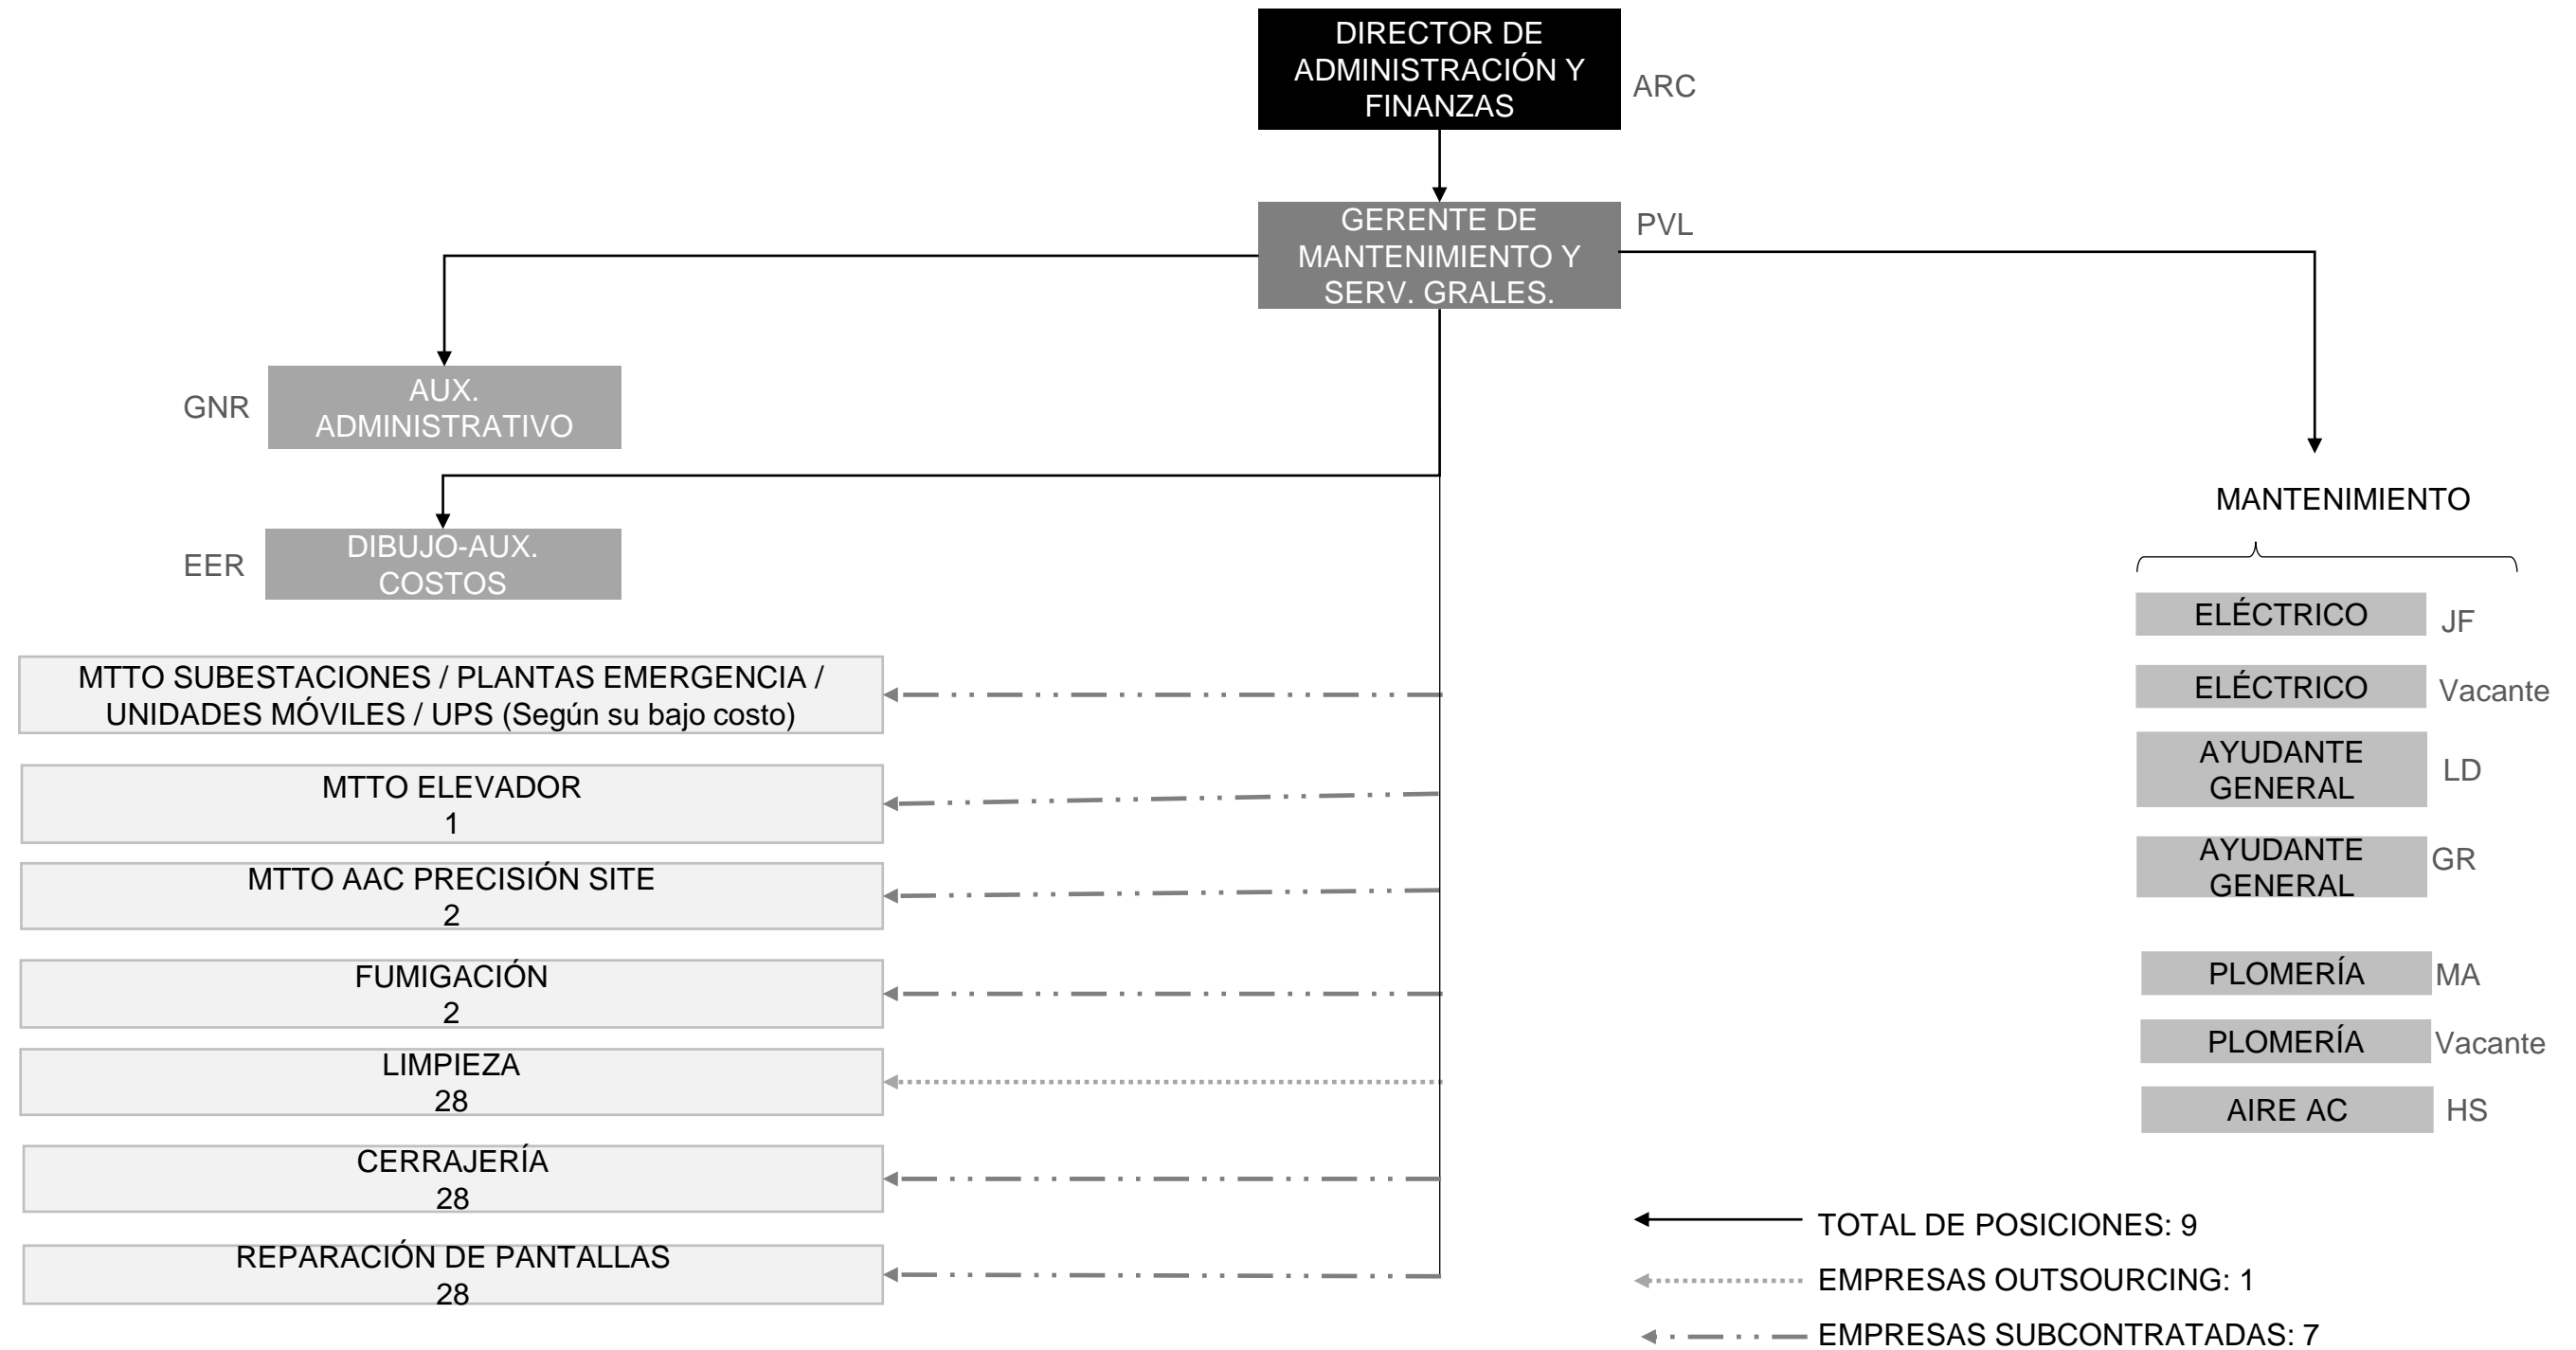 DIRECTOR DE
ADMINISTRACIÓN Y
FINANZAS
ARC
GERENTE DE
MANTENIMIENTO Y
SERV. GRALES.
PVL
GNR
AUX.
ADMINISTRATIVO
EER
DIBUJO-AUX.
COSTOS
MTTO SUBESTACIONES / PLANTAS EMERGENCIA /
UNIDADES MÓVILES / UPS (Según su bajo costo)
MTTO ELEVADOR
1
MTTO AAC PRECISIÓN SITE
2
FUMIGACIÓN
2
LIMPIEZA
28
CERRAJERÍA
28
REPARACIÓN DE PANTALLAS
28
MANTENIMIENTO
ELÉCTRICO
JF
ELÉCTRICO
Vacante
AYUDANTE
GENERAL
LD
AYUDANTE
GENERAL
GR
PLOMERÍA
MA
PLOMERÍA
Vacante
AIRE AC
HS
TOTAL DE POSICIONES: 9
EMPRESAS OUTSOURCING: 1
EMPRESAS SUBCONTRATADAS: 7